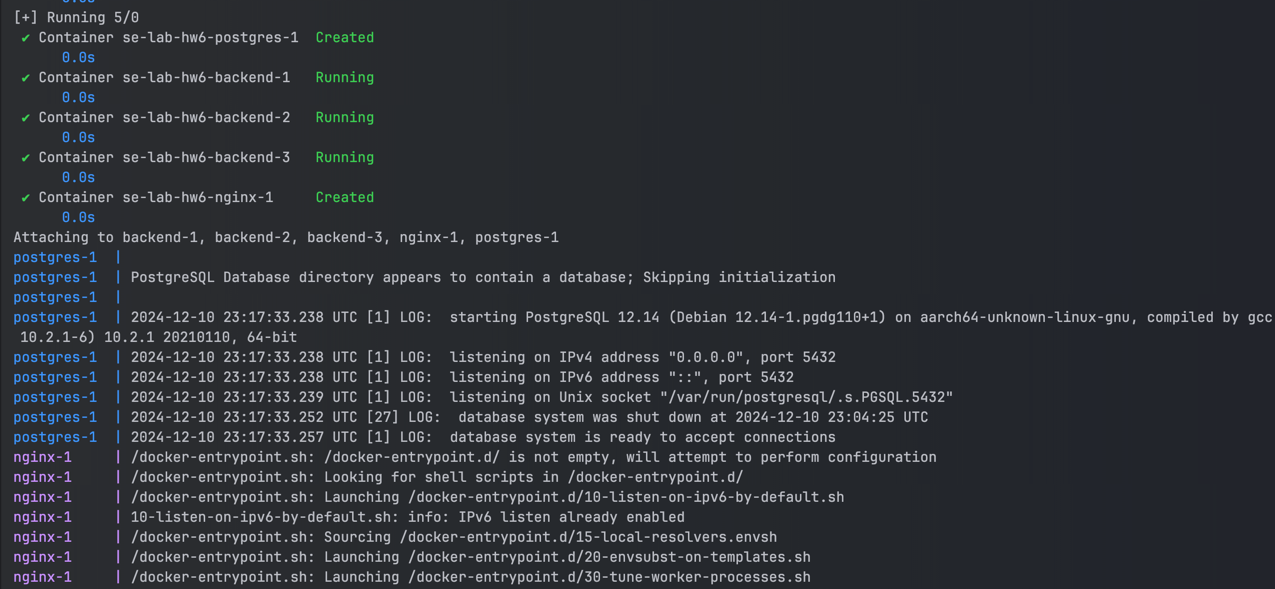 [+] Running 5/0
✔ Container se-lab-hw6-postgres-1  Created
0.0s
✔ Container se-lab-hw6-backend-1   Running
0.0s
✔ Container se-lab-hw6-backend-2   Running
0.0s
✔ Container se-lab-hw6-backend-3   Running
0.0s
✔ Container se-lab-hw6-nginx-1     Created
0.0s
Attaching to backend-1, backend-2, backend-3, nginx-1, postgres-1
postgres-1  |
postgres-1  | PostgreSQL Database directory appears to contain a database; Skipping initialization
postgres-1  |
postgres-1  | 2024-12-10 23:17:33.238 UTC [1] LOG:  starting PostgreSQL 12.14 (Debian 12.14-1.pgdg110+1) on aarch64-unknown-linux-gnu, compiled by gcc
10.2.1-6) 10.2.1 20210110, 64-bit
postgres-1  | 2024-12-10 23:17:33.238 UTC [1] LOG:  listening on IPv4 address "0.0.0.0", port 5432
postgres-1  | 2024-12-10 23:17:33.238 UTC [1] LOG:  listening on IPv6 address "::", port 5432
postgres-1  | 2024-12-10 23:17:33.239 UTC [1] LOG:  listening on Unix socket "/var/run/postgresql/.s.PGSQL.5432"
postgres-1  | 2024-12-10 23:17:33.252 UTC [27] LOG:  database system was shut down at 2024-12-10 23:04:25 UTC
postgres-1  | 2024-12-10 23:17:33.257 UTC [1] LOG:  database system is ready to accept connections
nginx-1     | /docker-entrypoint.sh: /docker-entrypoint.d/ is not empty, will attempt to perform configuration
nginx-1     | /docker-entrypoint.sh: Looking for shell scripts in /docker-entrypoint.d/
nginx-1     | /docker-entrypoint.sh: Launching /docker-entrypoint.d/10-listen-on-ipv6-by-default.sh
nginx-1     | 10-listen-on-ipv6-by-default.sh: info: IPv6 listen already enabled
nginx-1     | /docker-entrypoint.sh: Sourcing /docker-entrypoint.d/15-local-resolvers.envsh
nginx-1     | /docker-entrypoint.sh: Launching /docker-entrypoint.d/20-envsubst-on-templates.sh
nginx-1     | /docker-entrypoint.sh: Launching /docker-entrypoint.d/30-tune-worker-processes.sh